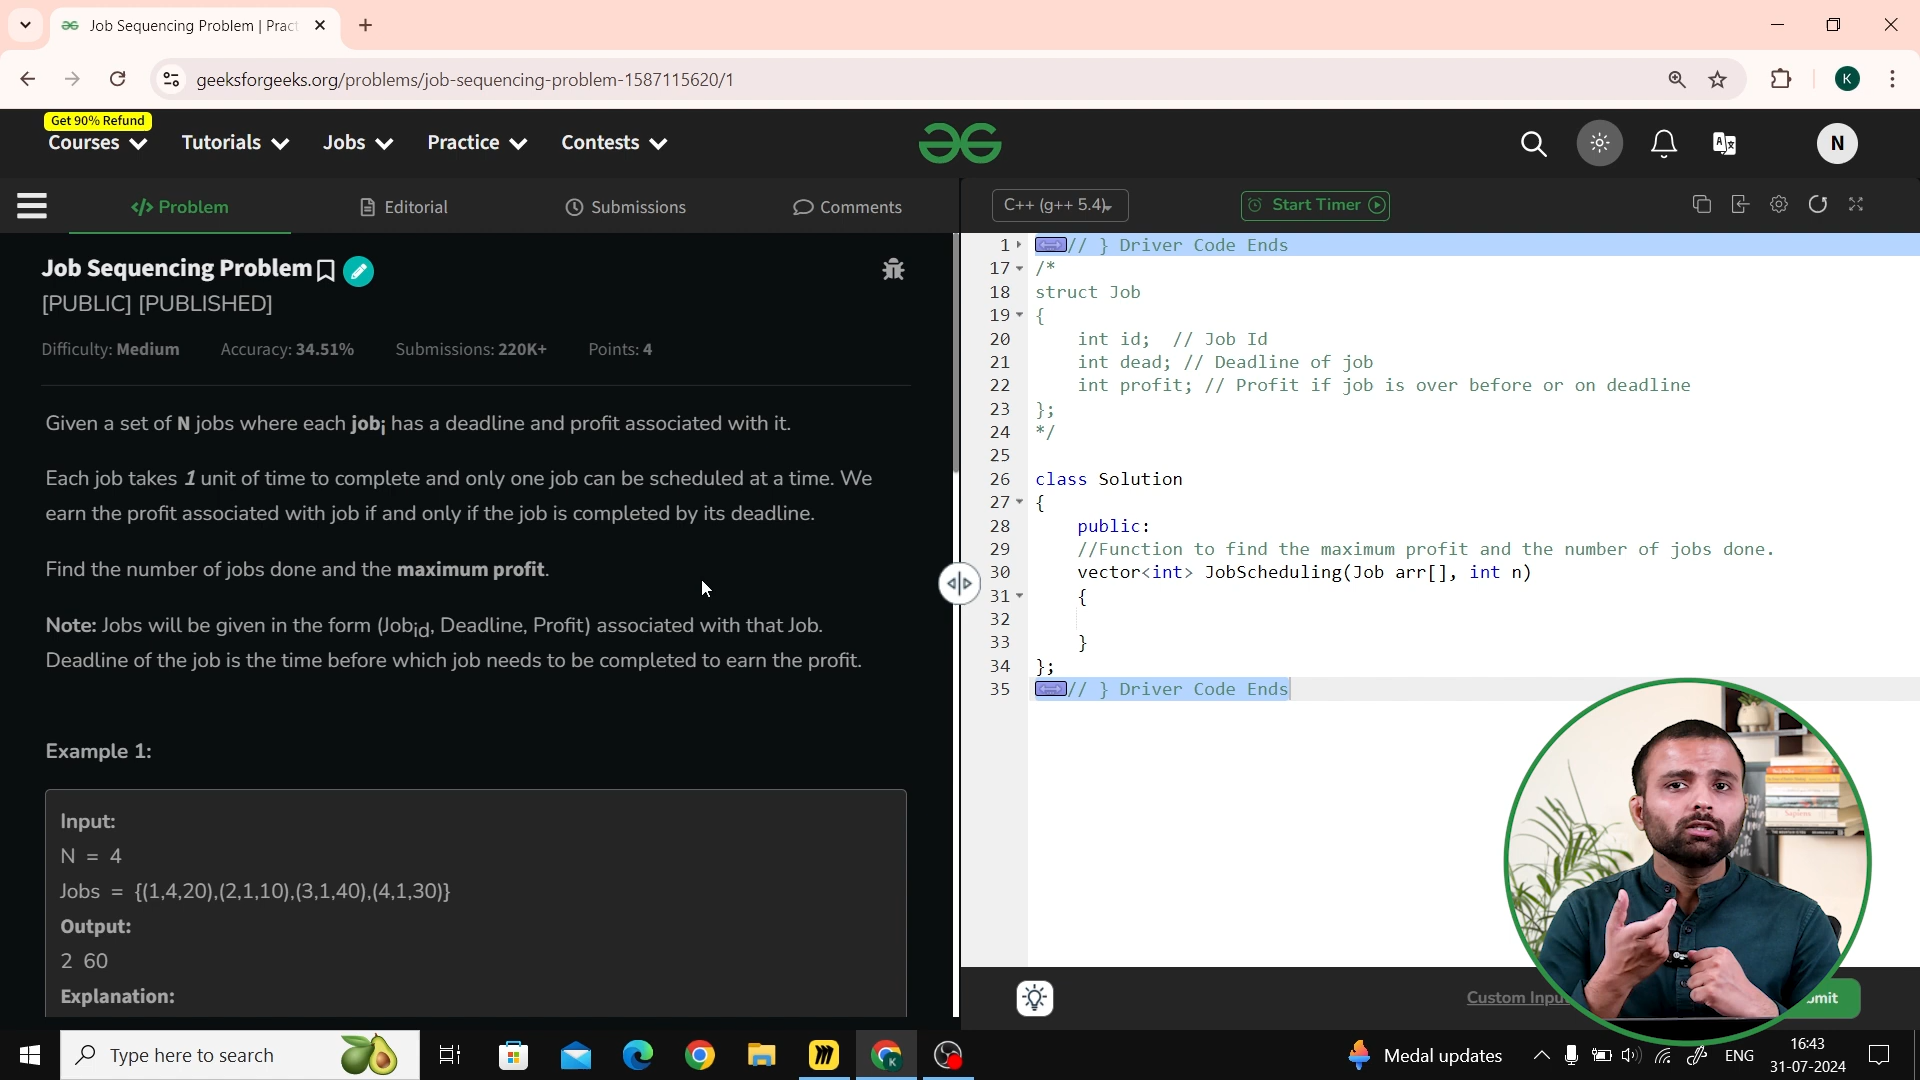 Job Sequencing Problem | Pract
geeksforgeeks.org/problems/job-sequencing-problem-1587115620/1
K
Get 90% Refund
Courses
Tutorials
Jobs
Practice
Contests
N
</> Problem
Editorial
Submissions
Comments
C++ (g++ 5.4)
Start Timer
Job Sequencing Problem
[PUBLIC] [PUBLISHED]
Difficulty: Medium Accuracy: 34.51% Submissions: 220K+ Points: 4
Given a set of N jobs where each jobi has a deadline and profit associated with it.
Each job takes 1 unit of time to complete and only one job can be scheduled at a time. We
earn the profit associated with job if and only if the job is completed by its deadline.
Find the number of jobs done and the maximum profit.
Note: Jobs will be given in the form (Jobid, Deadline, Profit) associated with that Job.
Deadline of the job is the time before which job needs to be completed to earn the profit.
Example 1:
Input:
N = 4
Jobs = {(1,4,20),(2,1,10),(3,1,40),(4,1,30)}
Output:
2 60
Explanation:
1 // } Driver Code Ends
17 /*
18 struct Job
19 {
20 int id; // Job Id
21 int dead; // Deadline of job
22 int profit; // Profit if job is over before or on deadline
23 };
24 */
25
26 class Solution
27 {
28 public:
29 //Function to find the maximum profit and the number of jobs done.
30 vector<int> JobScheduling(Job arr[], int n)
31 {
32
33 }
34 };
35 // } Driver Code Ends
Custom Inpu
mit
Type here to search
Medal updates
ENG
16:43
31-07-2024